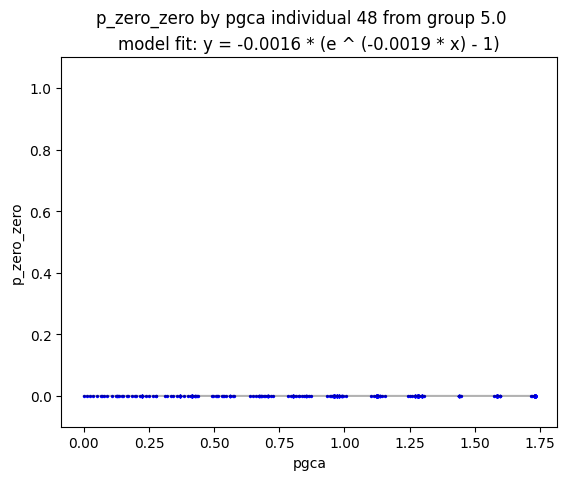 p_zero_zero by pgca individual 48 from group 5.0
model fit: y = -0.0016 * (e ^ (-0.0019 * x) - 1)
1.0
0.8
0.6
0.4
0.2
0.0
p_zero_zero
0.00 0.25 0.50 0.75 1.00 1.25 1.50 1.75
pgca